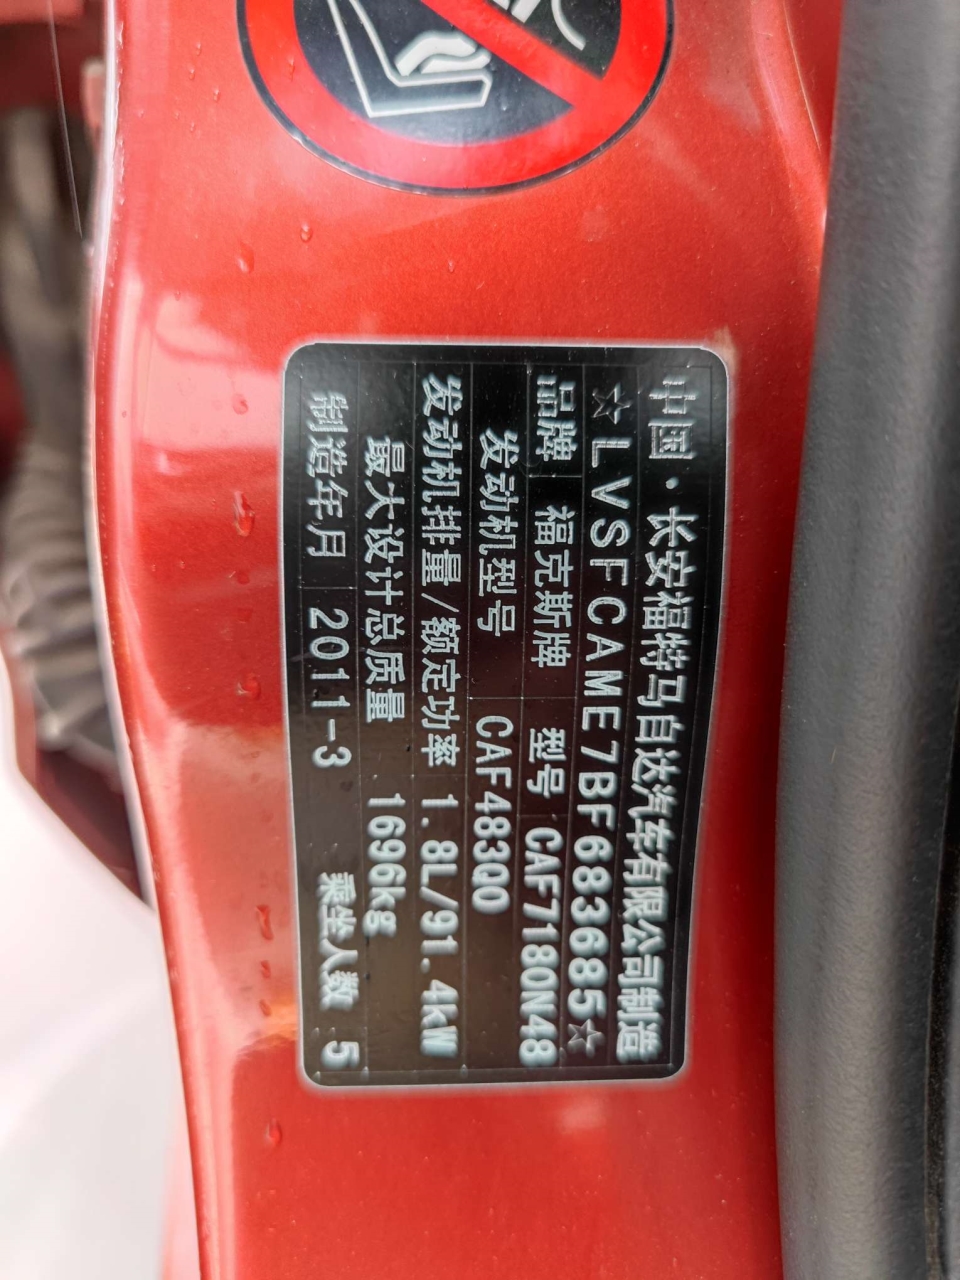 中国·长安福特马自达汽车有限公司制造
☆LVSFCAME7BF683685☆
品牌 福克斯牌 型号 CAF7180N48
发动机型号 CAF483Q0
发动机排量/额定功率 1.8L/91.4kW
最大设计总质量 1696kg
制造年月 2011-3 乘坐人数 5